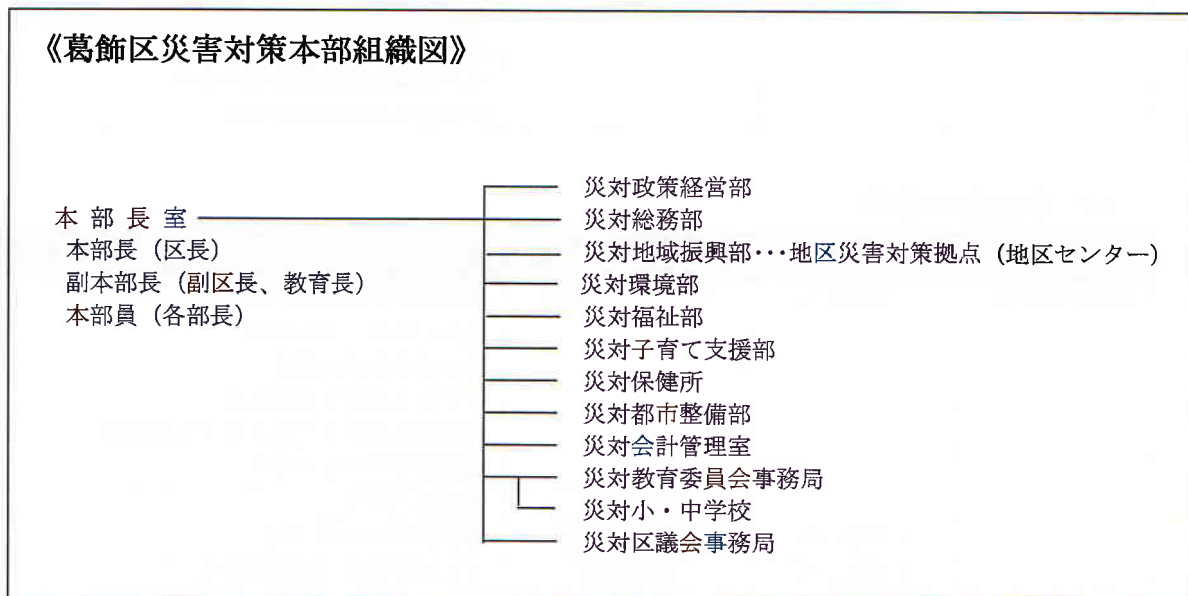 《葛飾区災害対策本部組織図》
災対政策経営部
本部長室
災対総務部
本部長（区長）
災対地域振興部･･･地区災害対策拠点（地区センター）
副本部長（副区長、教育長）
災対環境部
本部員（各部長）
災対福祉部
災対子育て支援部
災対保健所
災対都市整備部
災対会計管理室
災対教育委員会事務局
災対小・中学校
災対区議会事務局